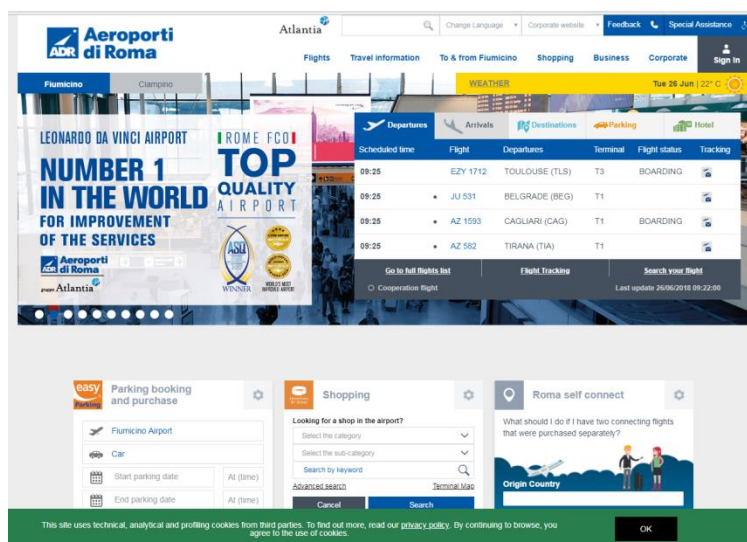 Aeroporti
di Roma
ADR
Atlantia
Change Language
Corporate website
Feedback
Special Assistance
Flights
Travel information
To & from Fiumicino
Shopping
Business
Corporate
Sign In
Fiumicino
Ciampino
WEATHER
Tue 26 Jun | 22° C
LEONARDO DA VINCI AIRPORT
NUMBER 1
IN THE WORLD
FOR IMPROVEMENT
OF THE SERVICES
Aeroporti
di Roma
ADR
gruppo Atlantia
ROME FCO
TOP
QUALITY
AIRPORT
ASQ
WINNER
WORLD'S MOST
IMPROVED AIRPORT
Departures
Arrivals
Destinations
Parking
Hotel
Scheduled time Flight Departures Terminal Flight status Tracking
09:25 EZY 1712 TOULOUSE (TLS) T3 BOARDING
09:25 • JU 531 BELGRADE (BEG) T1
09:25 • AZ 1593 CAGLIARI (CAG) T1 BOARDING
09:25 • AZ 582 TIRANA (TIA) T1
Go to full flights list
Flight Tracking
Search your flight
Cooperation flight
Last update 26/06/2018 09:22:00
easy
Parking
Parking booking
and purchase
Fiumicino Airport
Car
Start parking date
At (time)
End parking date
At (time)
Shopping
Looking for a shop in the airport?
Select the category
Select the sub-category
Search by keyword
Advanced search
Terminal Map
Cancel
Search
Roma self connect
What should I do if I have two connecting flights
that were purchased separately?
Origin Country
This site uses technical, analytical and profiling cookies from third parties. To find out more, read our privacy policy. By continuing to browse, you
agree to the use of cookies.
OK